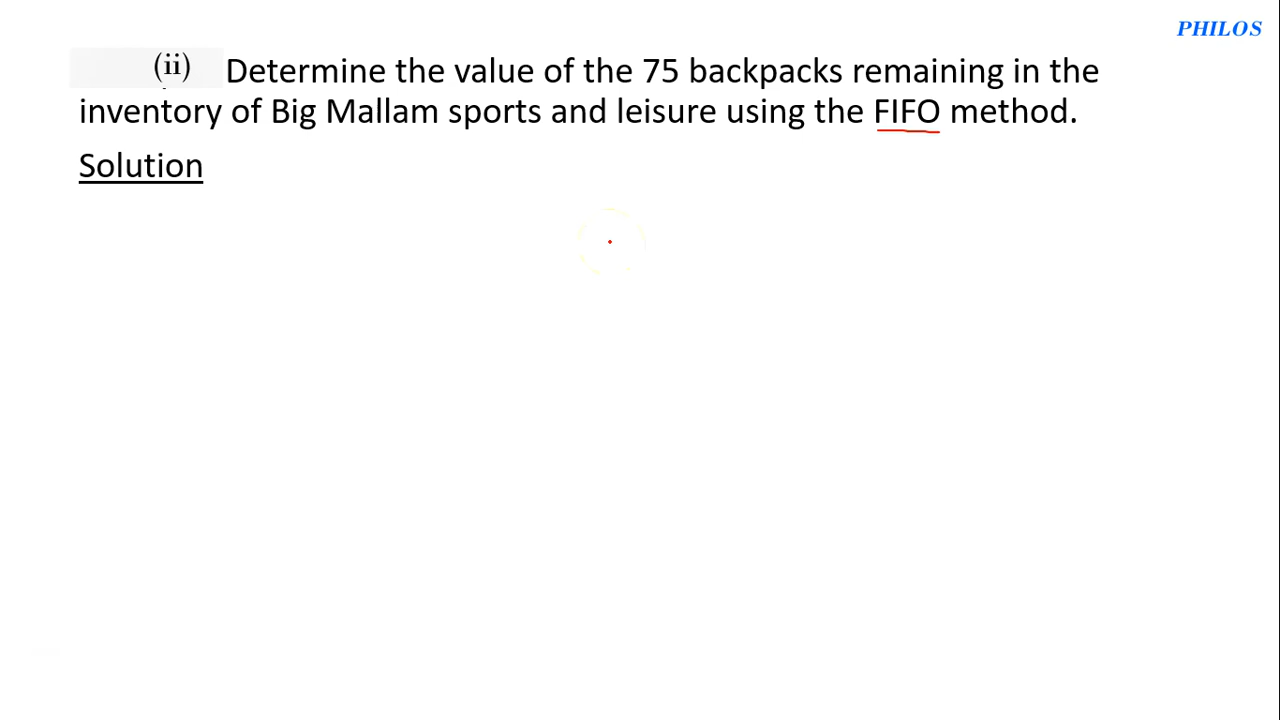 PHILOS
(ii) Determine the value of the 75 backpacks remaining in the
inventory of Big Mallam sports and leisure using the FIFO method.
Solution